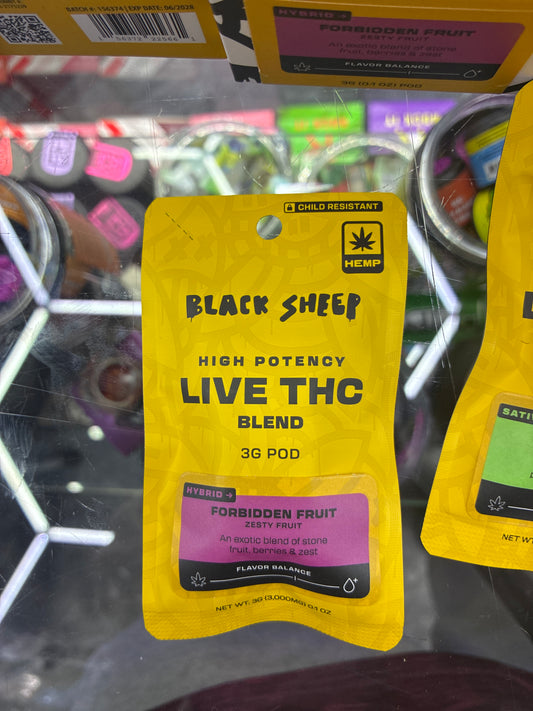 BATCH #: 156374 | EXP DATE: 06/2028
HYBRID →
FORBIDDEN FRUIT
ZESTY FRUIT
An exotic blend of stone
fruit, berries & zest
FLAVOR BALANCE
3G (0.1 OZ) POD
CHILD RESISTANT
HEMP
BLACK SHEEP
HIGH POTENCY
LIVE THC
BLEND
3G POD
HYBRID →
FORBIDDEN FRUIT
ZESTY FRUIT
An exotic blend of stone
fruit, berries & zest
FLAVOR BALANCE
NET WT: 3G (3,000MG) 0.1 OZ
SATIV
NET WT